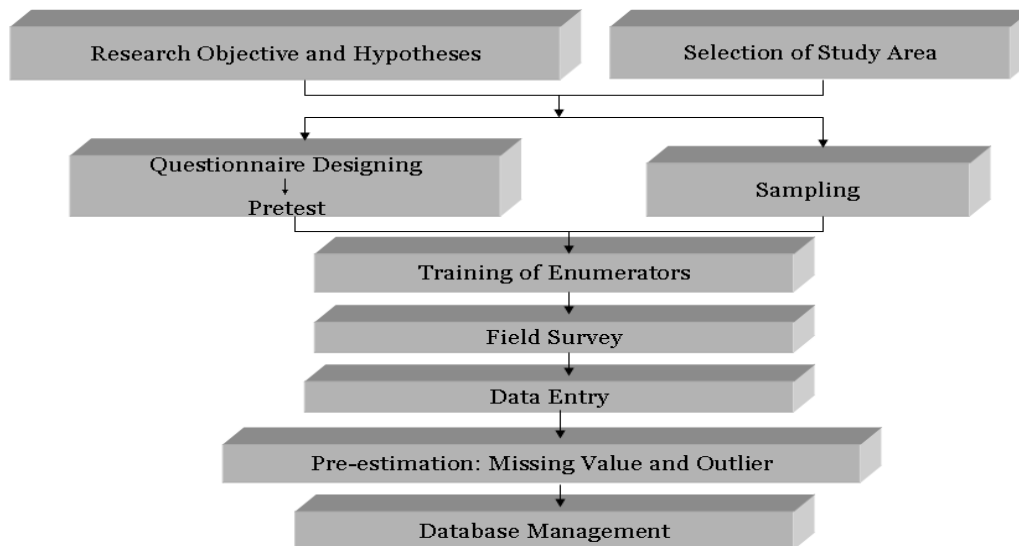 Research Objective and Hypotheses
Selection of Study Area
Questionnaire Designing
Pretest
Sampling
Training of Enumerators
Field Survey
Data Entry
Pre-estimation: Missing Value and Outlier
Database Management